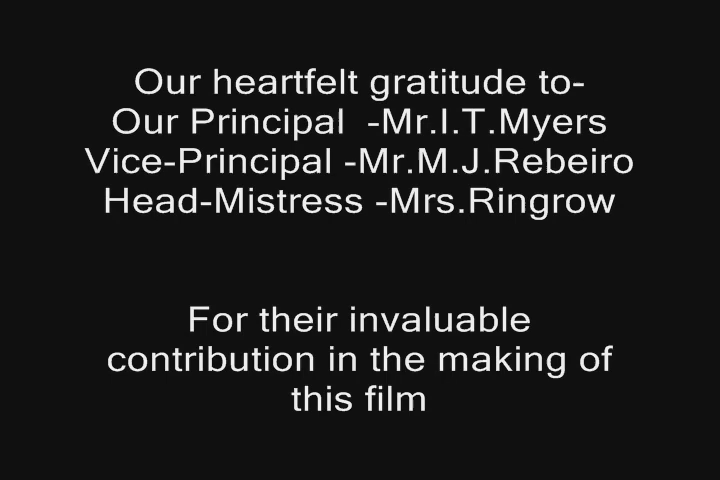 Our heartfelt gratitude to-
Our Principal  -Mr.I.T.Myers
Vice-Principal -Mr.M.J.Rebeiro
Head-Mistress -Mrs.Ringrow
For their invaluable
contribution in the making of
this film